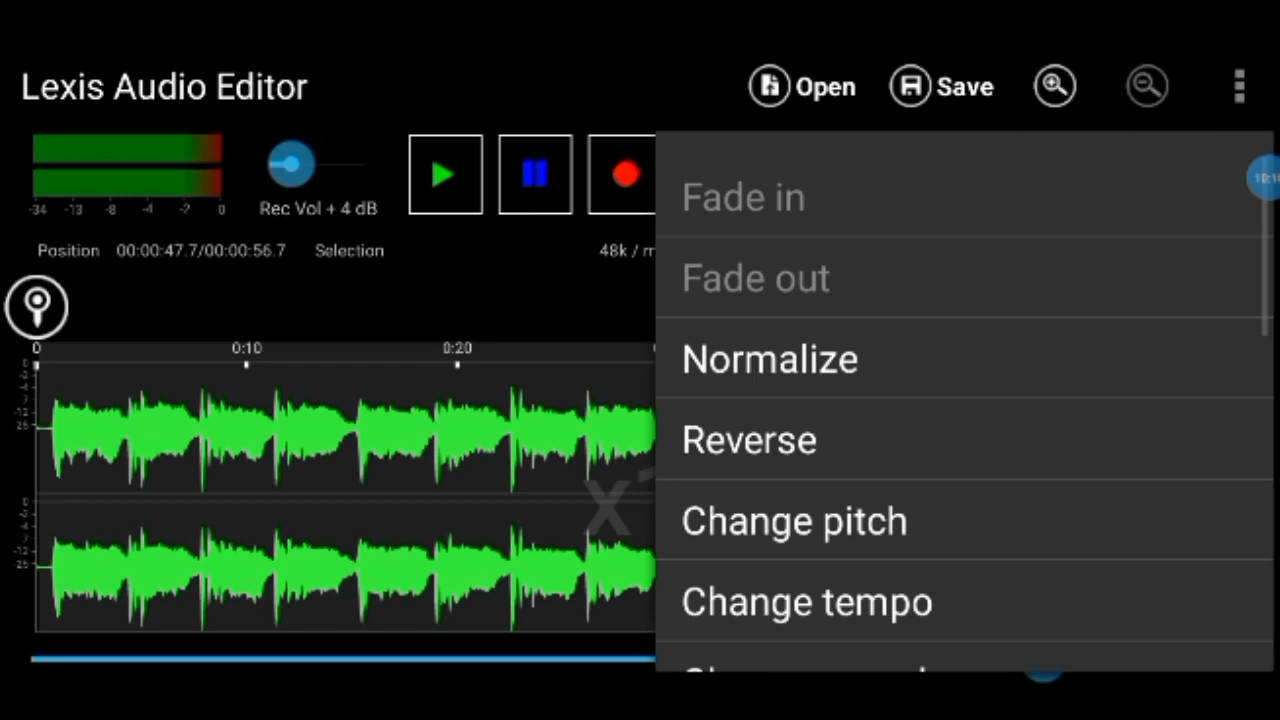 Lexis Audio Editor
Open
Save
-34 -13 -8 -4 -2 0
Rec Vol + 4 dB
Position 00:00:47.7/00:00:56.7 Selection
48k / m
0 0:10 0:20
x1
Fade in
Fade out
Normalize
Reverse
Change pitch
Change tempo